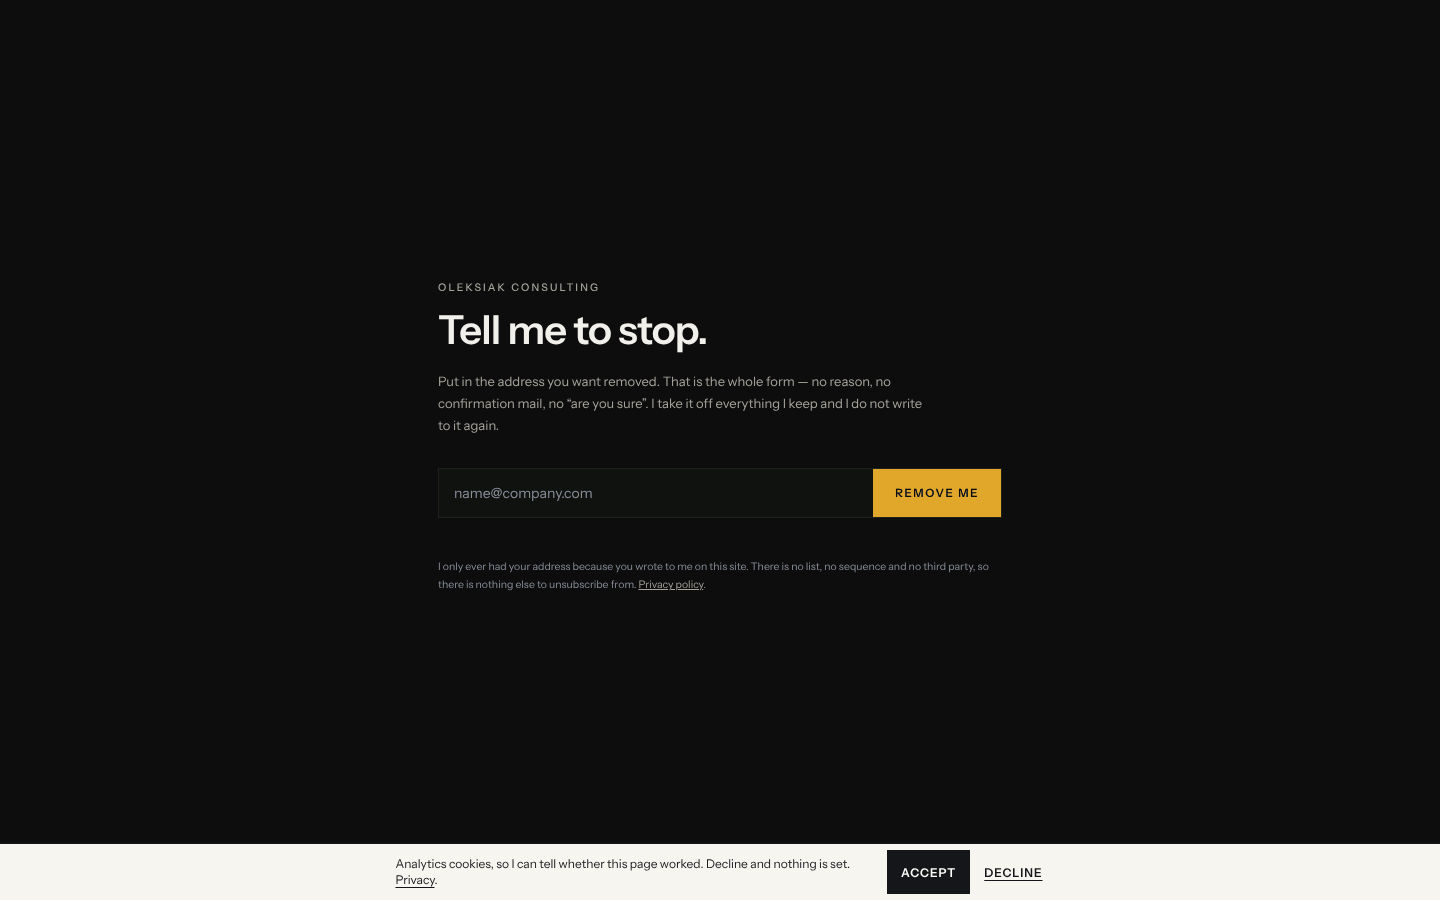 OLEKSIAK CONSULTING
Tell me to stop.
Put in the address you want removed. That is the whole form — no reason, no
confirmation mail, no “are you sure”. I take it off everything I keep and I do not write
to it again.
name@company.com
REMOVE ME
I only ever had your address because you wrote to me on this site. There is no list, no sequence and no third party, so
there is nothing else to unsubscribe from. Privacy policy.
Analytics cookies, so I can tell whether this page worked. Decline and nothing is set.
Privacy.
ACCEPT
DECLINE